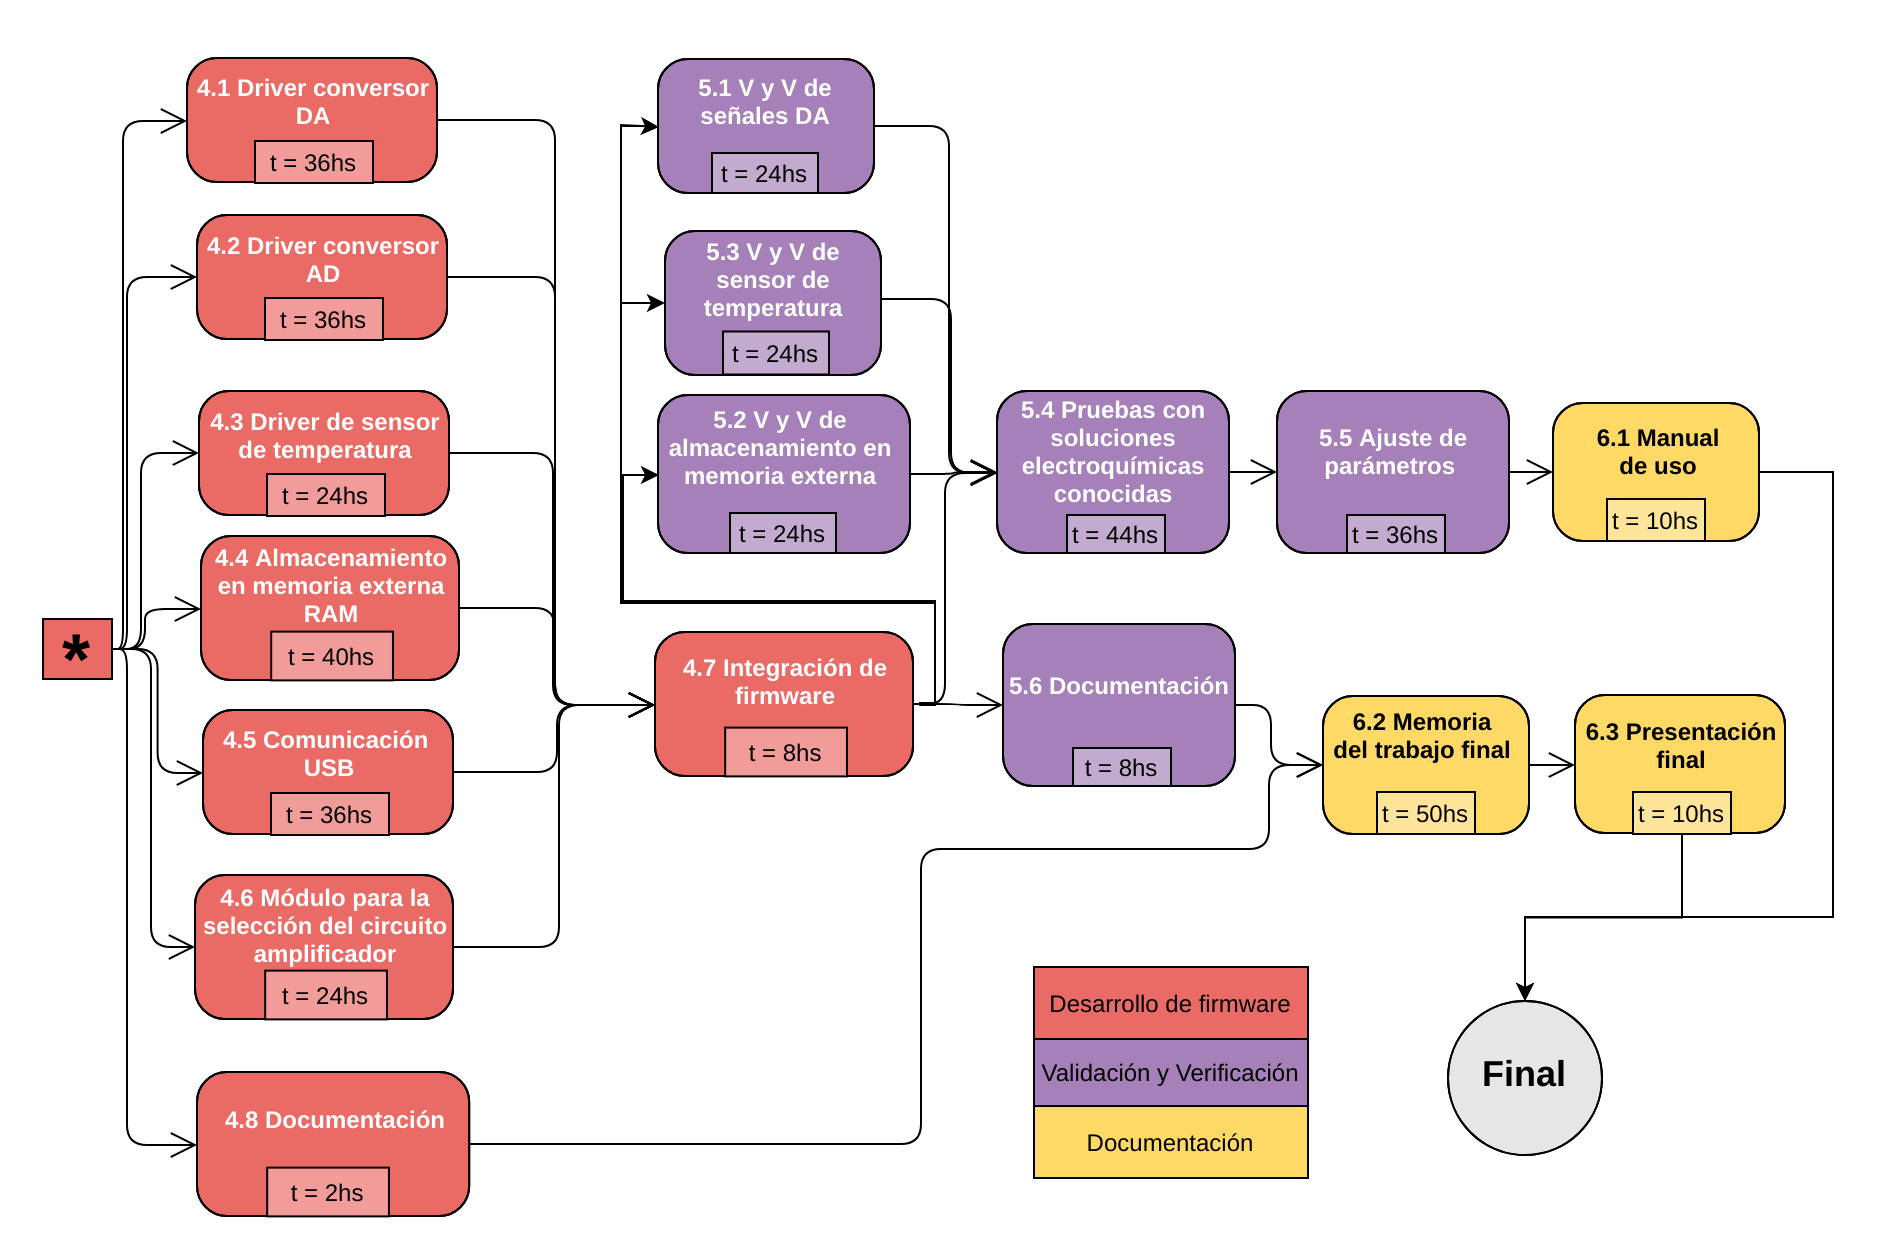 4.1 Driver conversor
DA
t = 36hs
4.2 Driver conversor
AD
t = 36hs
4.3 Driver de sensor
de temperatura
t = 24hs
4.4 Almacenamiento
en memoria externa
RAM
t = 40hs
*
4.5 Comunicación
USB
t = 36hs
4.6 Módulo para la
selección del circuito
amplificador
t = 24hs
4.8 Documentación
t = 2hs
5.1 V y V de
señales DA
t = 24hs
5.3 V y V de
sensor de
temperatura
t = 24hs
5.2 V y V de
almacenamiento en
memoria externa
t = 24hs
4.7 Integración de
firmware
t = 8hs
5.4 Pruebas con
soluciones
electroquímicas
conocidas
t = 44hs
5.5 Ajuste de
parámetros
t = 36hs
6.1 Manual
de uso
t = 10hs
5.6 Documentación
t = 8hs
6.2 Memoria
del trabajo final
t = 50hs
6.3 Presentación
final
t = 10hs
Desarrollo de firmware
Validación y Verificación
Documentación
Final